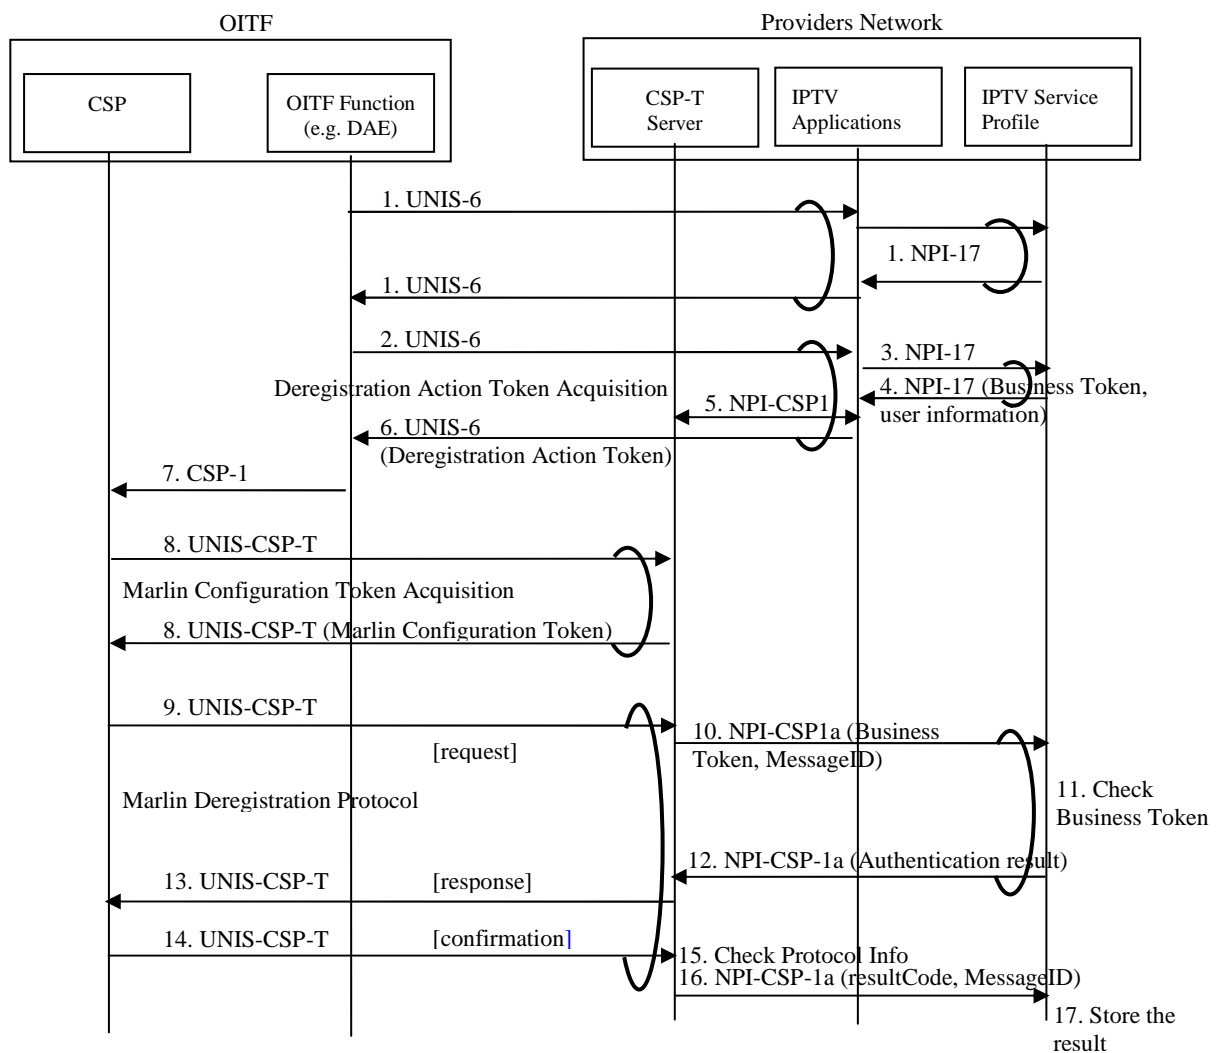 OITF
Providers Network
CSP
OITF Function
(e.g. DAE)
CSP-T
Server
IPTV
Applications
IPTV Service
Profile
1. UNIS-6
1. NPI-17
1. UNIS-6
2. UNIS-6
3. NPI-17
Deregistration Action Token Acquisition
4. NPI-17 (Business Token,
user information)
5. NPI-CSP1
6. UNIS-6
(Deregistration Action Token)
7. CSP-1
8. UNIS-CSP-T
Marlin Configuration Token Acquisition
8. UNIS-CSP-T (Marlin Configuration Token)
9. UNIS-CSP-T
[request]
10. NPI-CSP1a (Business
Token, MessageID)
Marlin Deregistration Protocol
11. Check
Business Token
12. NPI-CSP-1a (Authentication result)
13. UNIS-CSP-T
[response]
14. UNIS-CSP-T
[confirmation]
15. Check Protocol Info
16. NPI-CSP-1a (resultCode, MessageID)
17. Store the
result